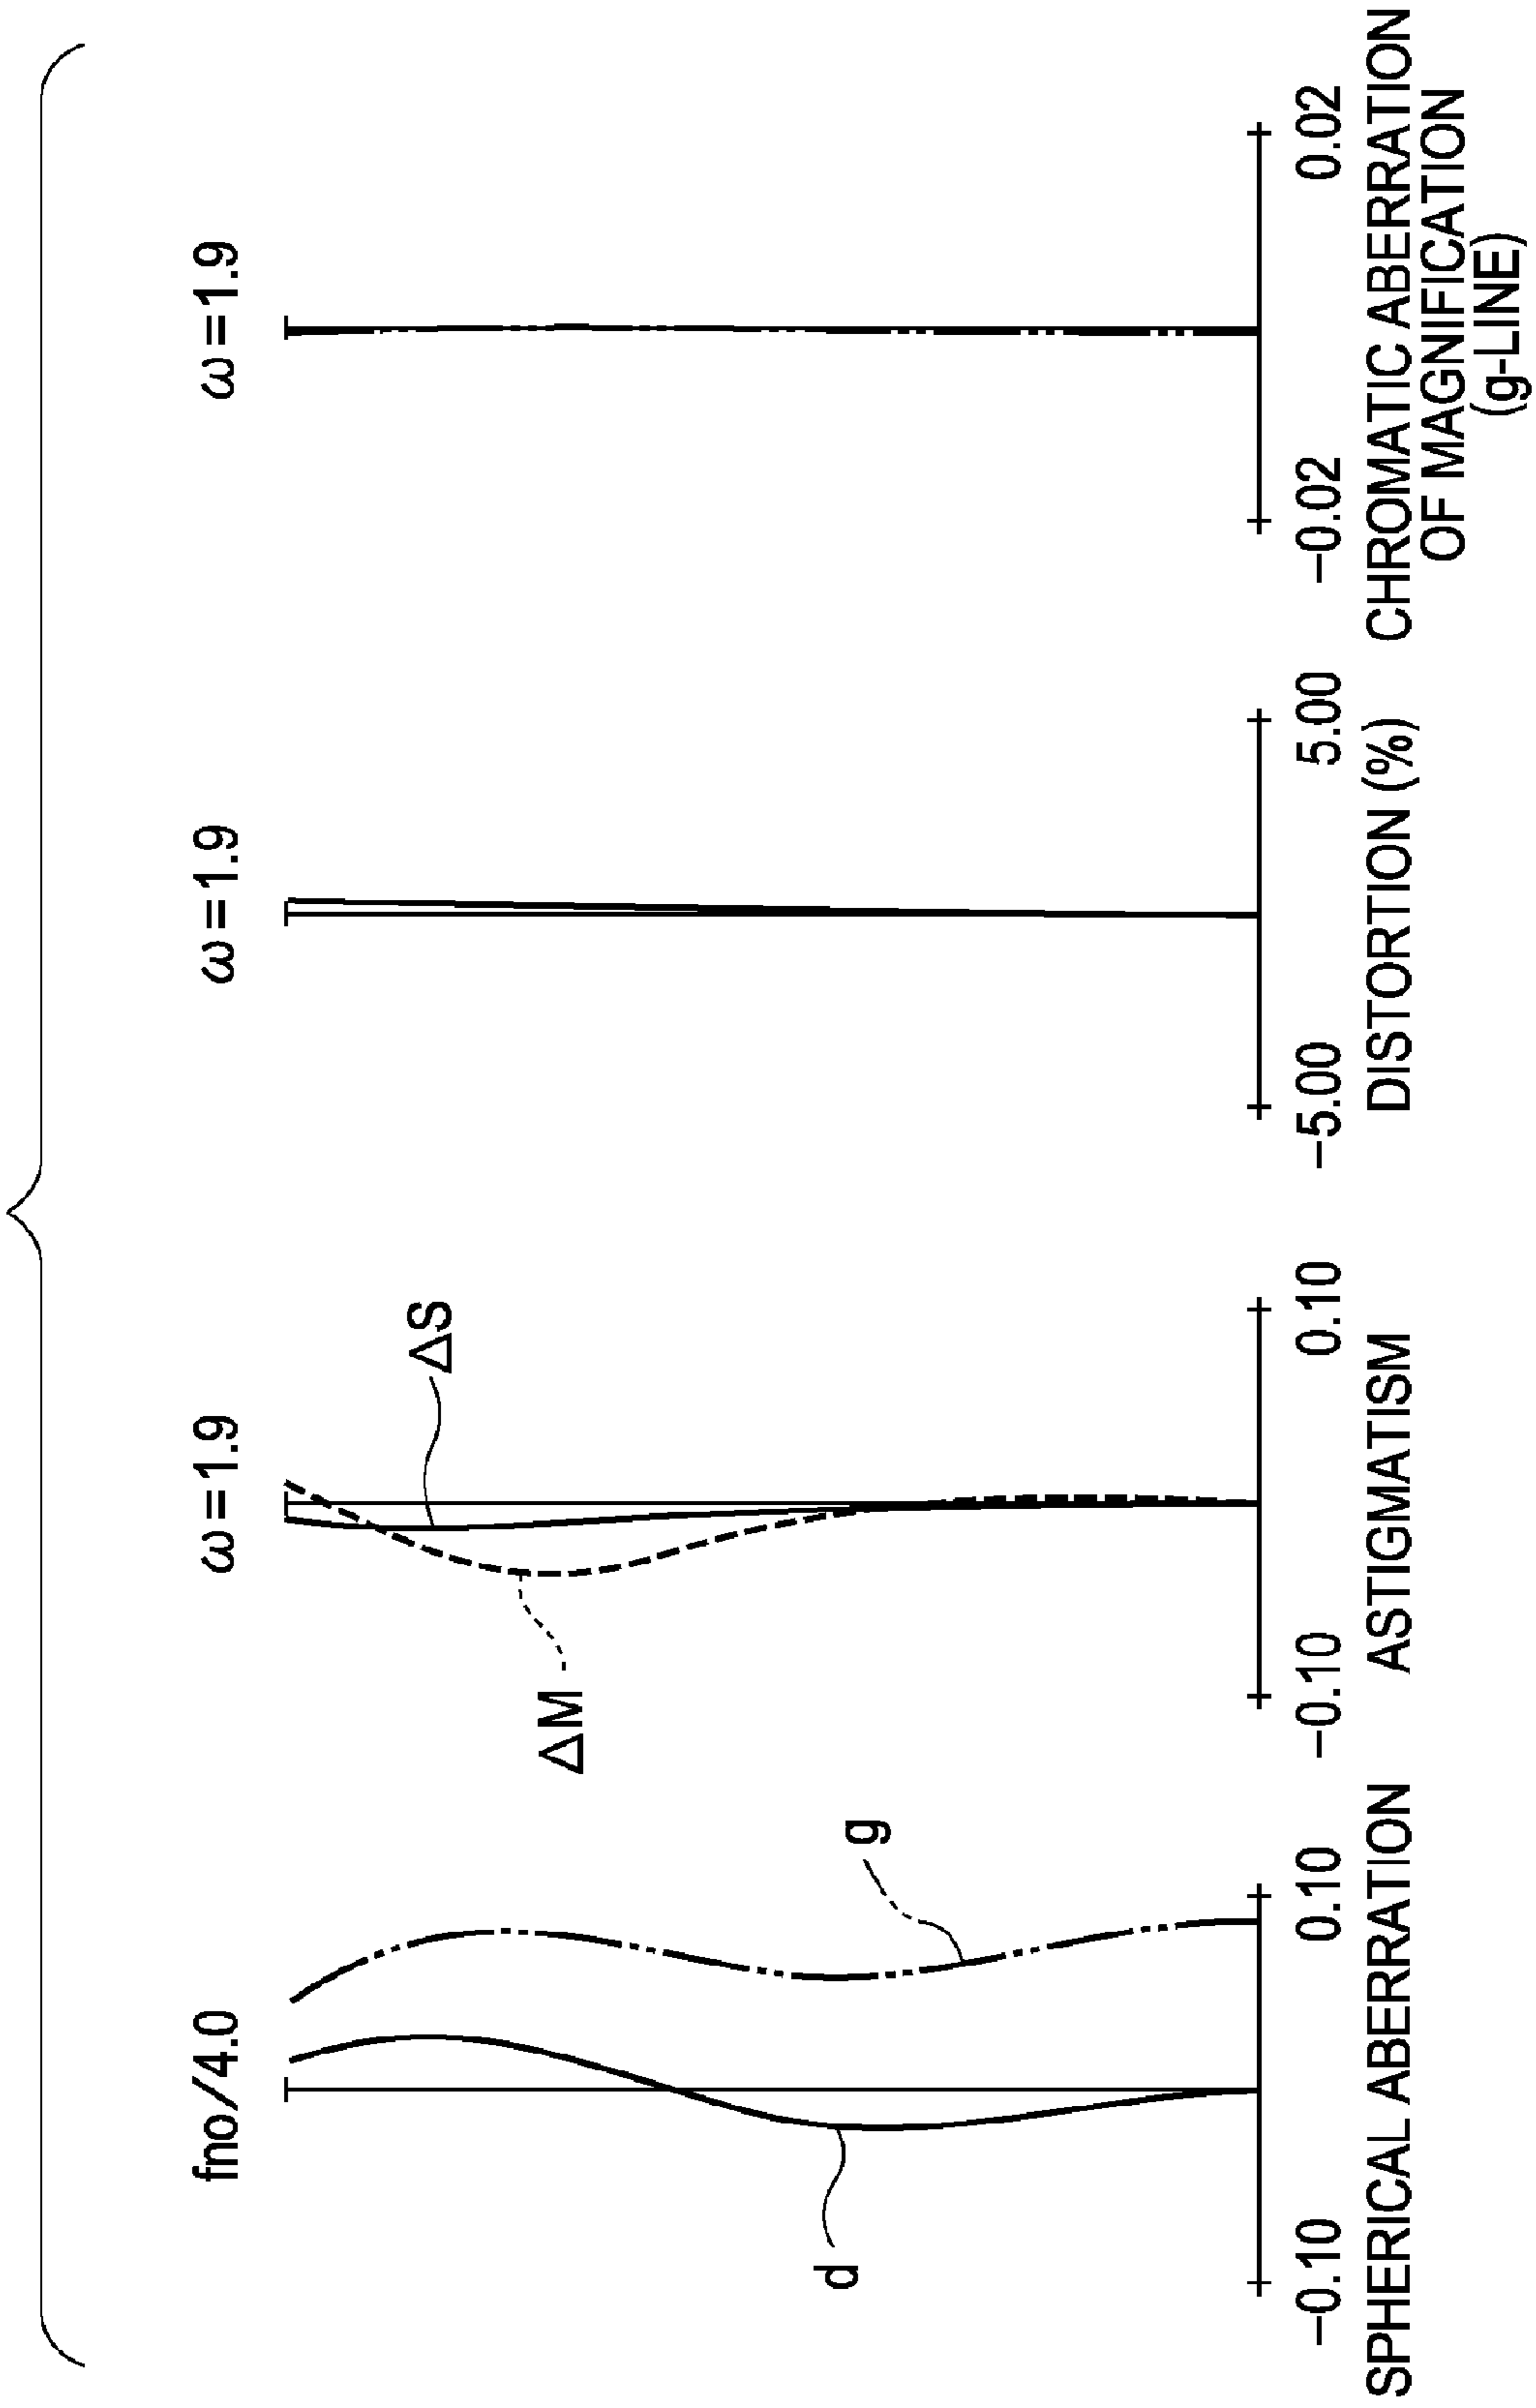 fno/4.0
d
g
−0.10
0.10
SPHERICAL ABERRATION
ω=1.9
ΔM
ΔS
−0.10
0.10
ASTIGMATISM
ω=1.9
−5.00
5.00
DISTORTION (%)
ω=1.9
−0.02
0.02
CHROMATIC ABERRATION
OF MAGNIFICATION
(g-LINE)